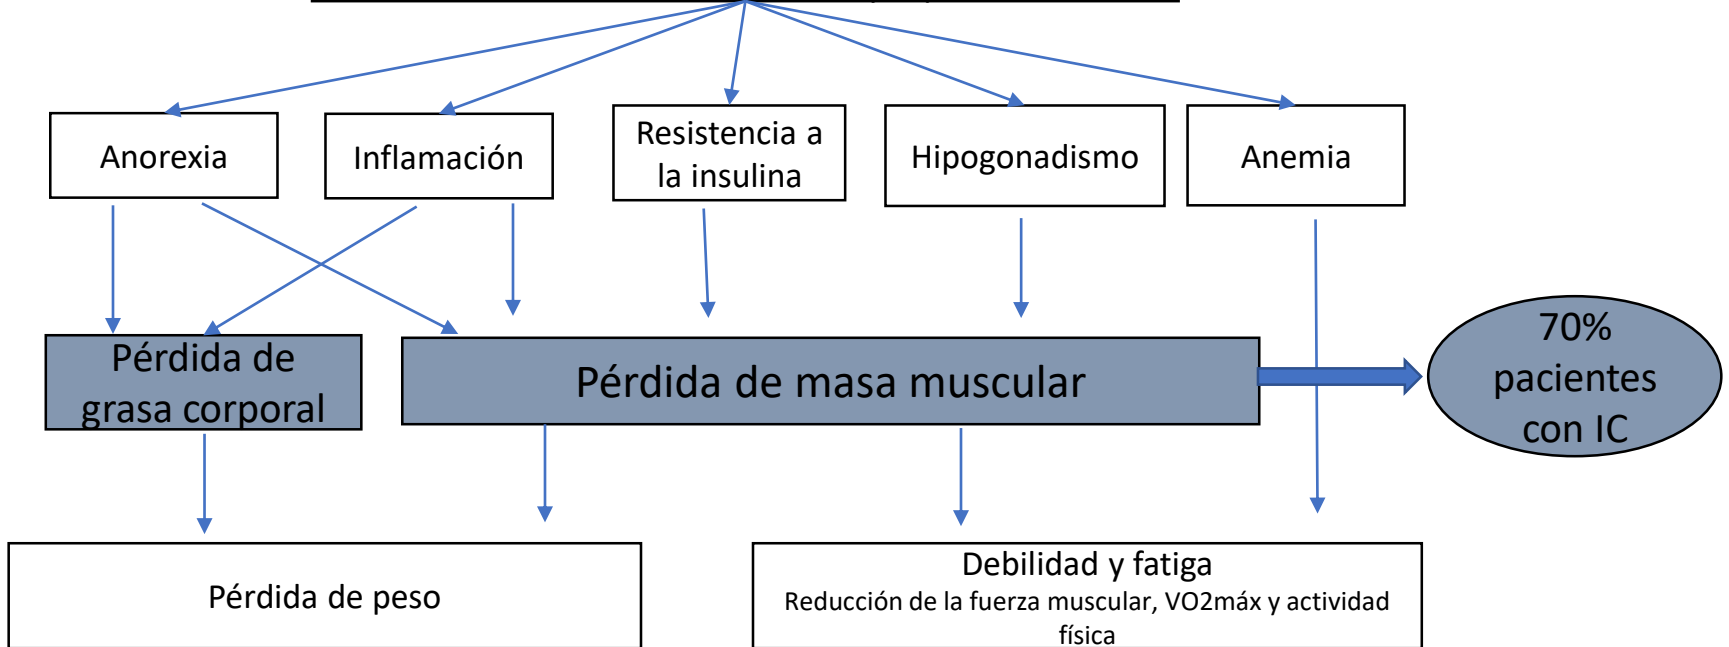 Anorexia
Inflamación
Resistencia a
la insulina
Hipogonadismo
Anemia
Pérdida de
grasa corporal
Pérdida de masa muscular
70%
pacientes
con IC
Pérdida de peso
Debilidad y fatiga
Reducción de la fuerza muscular, VO2máx y actividad
física